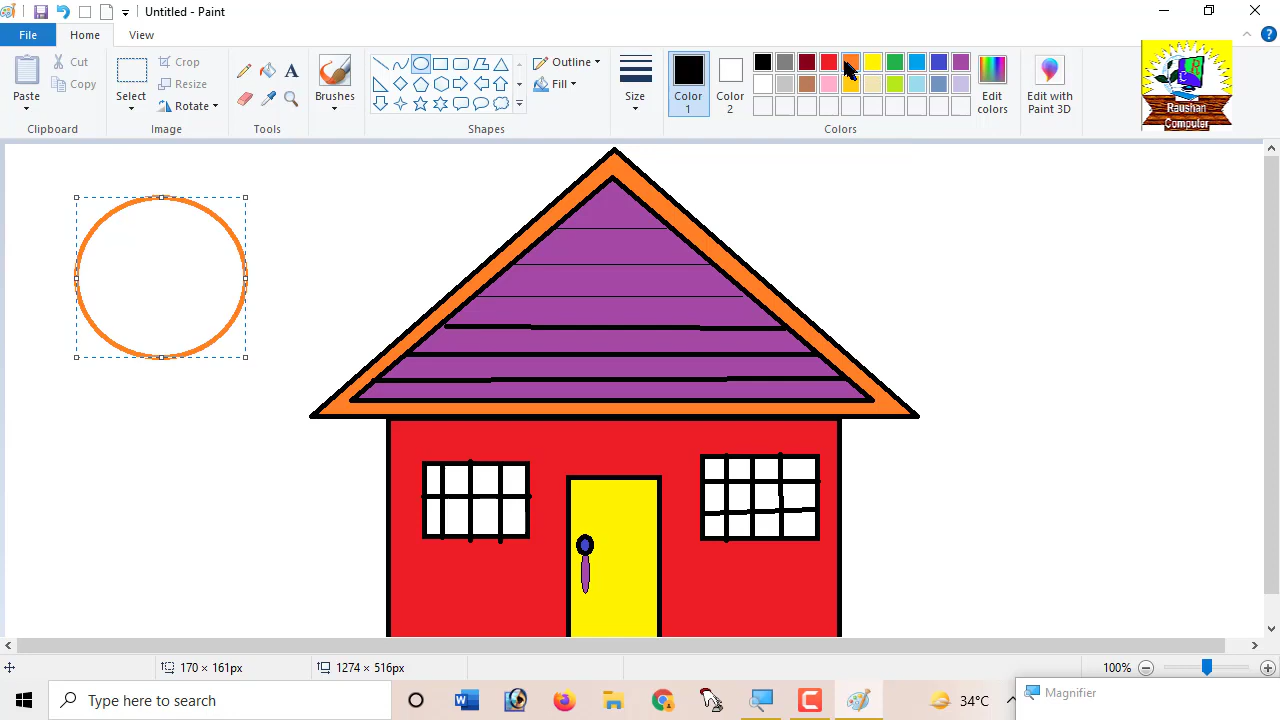 Untitled - Paint
File
Home
View
Paste
Cut
Copy
Clipboard
Select
Crop
Resize
Rotate
Image
Tools
Brushes
Outline
Fill
Shapes
Size
Color 1
Color 2
Edit colors
Colors
Edit with Paint 3D
Raushan
Computer
170 × 161px
1274 × 516px
100%
Type here to search
34°C
Magnifier